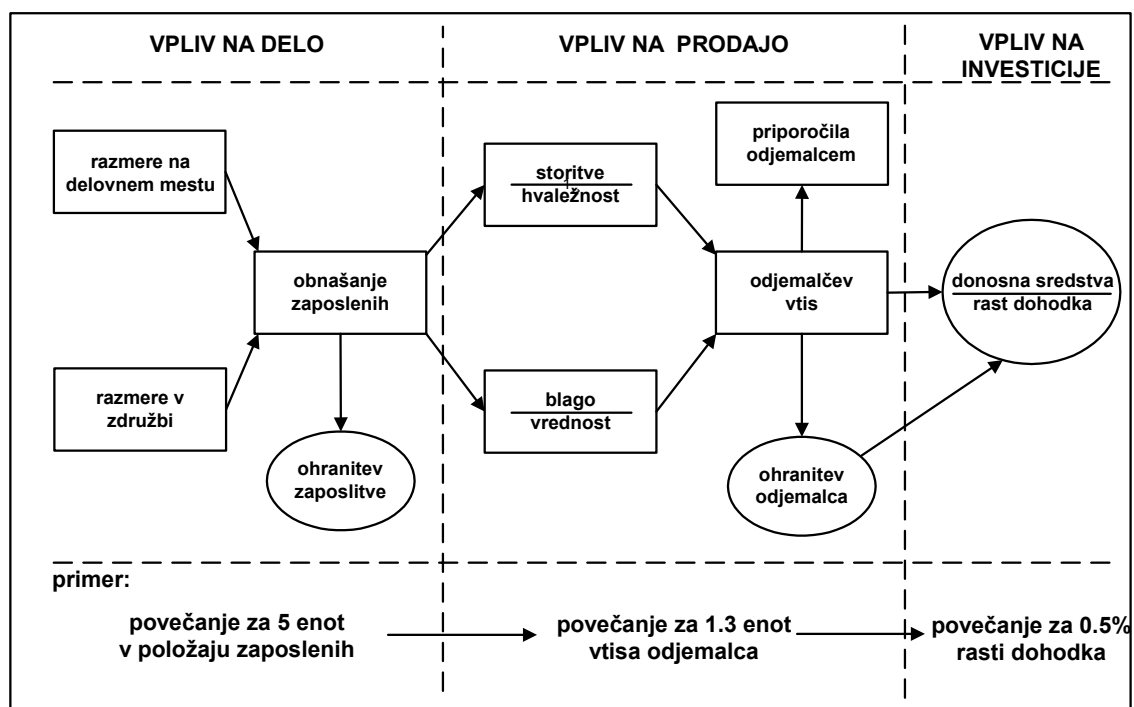 VPLIV NA DELO
VPLIV NA PRODAJO
VPLIV NA
INVESTICIJE
razmere na
delovnem mestu
storitve
hvaležnost
priporočila
odjemalcem
obnašanje
zaposlenih
odjemalčev
vtis
donosna sredstva
rast dohodka
razmere v
združbi
blago
vrednost
ohranitev
zaposlitve
ohranitev
odjemalca
primer:
povečanje za 5 enot
v položaju zaposlenih
povečanje za 1.3 enot
vtisa odjemalca
povečanje za 0.5%
rasti dohodka